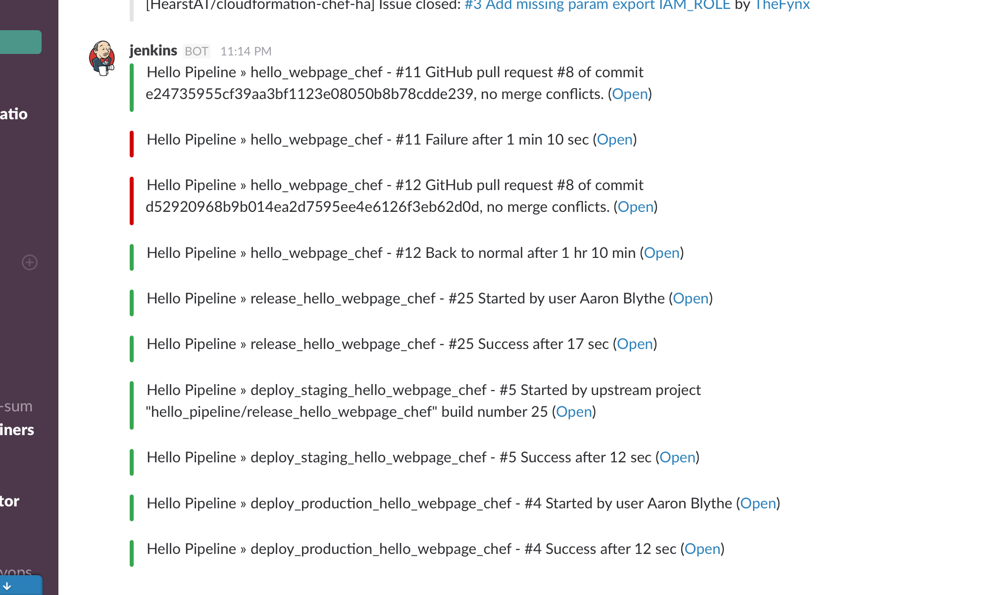 [HearstAT/cloudformation-chef-ha] Issue closed: #3 Add missing param export IAM_ROLE by TheFynx
jenkins BOT 11:14 PM
Hello Pipeline » hello_webpage_chef - #11 GitHub pull request #8 of commit
e24735955cf39aa3bf1123e08050b8b78cdde239, no merge conflicts. (Open)
atio
Hello Pipeline » hello_webpage_chef - #11 Failure after 1 min 10 sec (Open)
Hello Pipeline » hello_webpage_chef - #12 GitHub pull request #8 of commit
d52920968b9b014ea2d7595ee4e6126f3eb62d0d, no merge conflicts. (Open)
Hello Pipeline » hello_webpage_chef - #12 Back to normal after 1 hr 10 min (Open)
Hello Pipeline » release_hello_webpage_chef - #25 Started by user Aaron Blythe (Open)
Hello Pipeline » release_hello_webpage_chef - #25 Success after 17 sec (Open)
Hello Pipeline » deploy_staging_hello_webpage_chef - #5 Started by upstream project
"hello_pipeline/release_hello_webpage_chef" build number 25 (Open)
-sum
iners
Hello Pipeline » deploy_staging_hello_webpage_chef - #5 Success after 12 sec (Open)
Hello Pipeline » deploy_production_hello_webpage_chef - #4 Started by user Aaron Blythe (Open)
tor
Hello Pipeline » deploy_production_hello_webpage_chef - #4 Success after 12 sec (Open)
vops